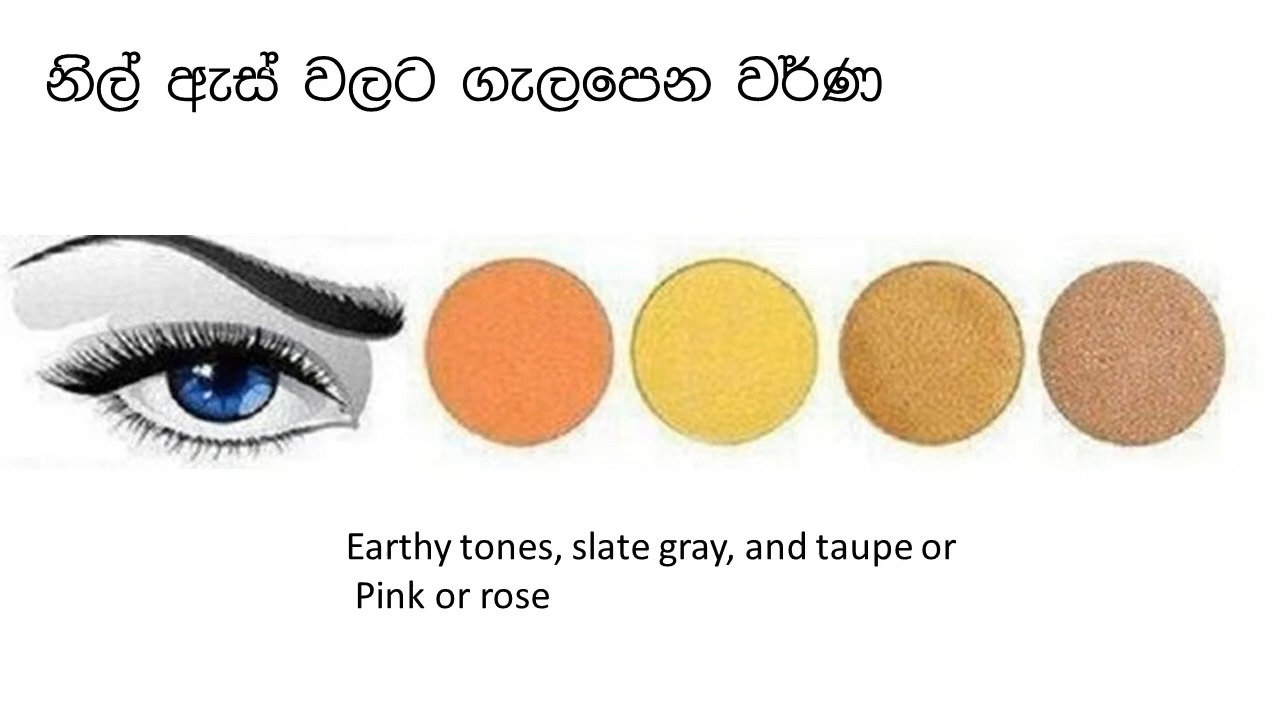 නිල් ඇස් වලට ගැලපෙන වර්ණ
Earthy tones, slate gray, and taupe or
Pink or rose